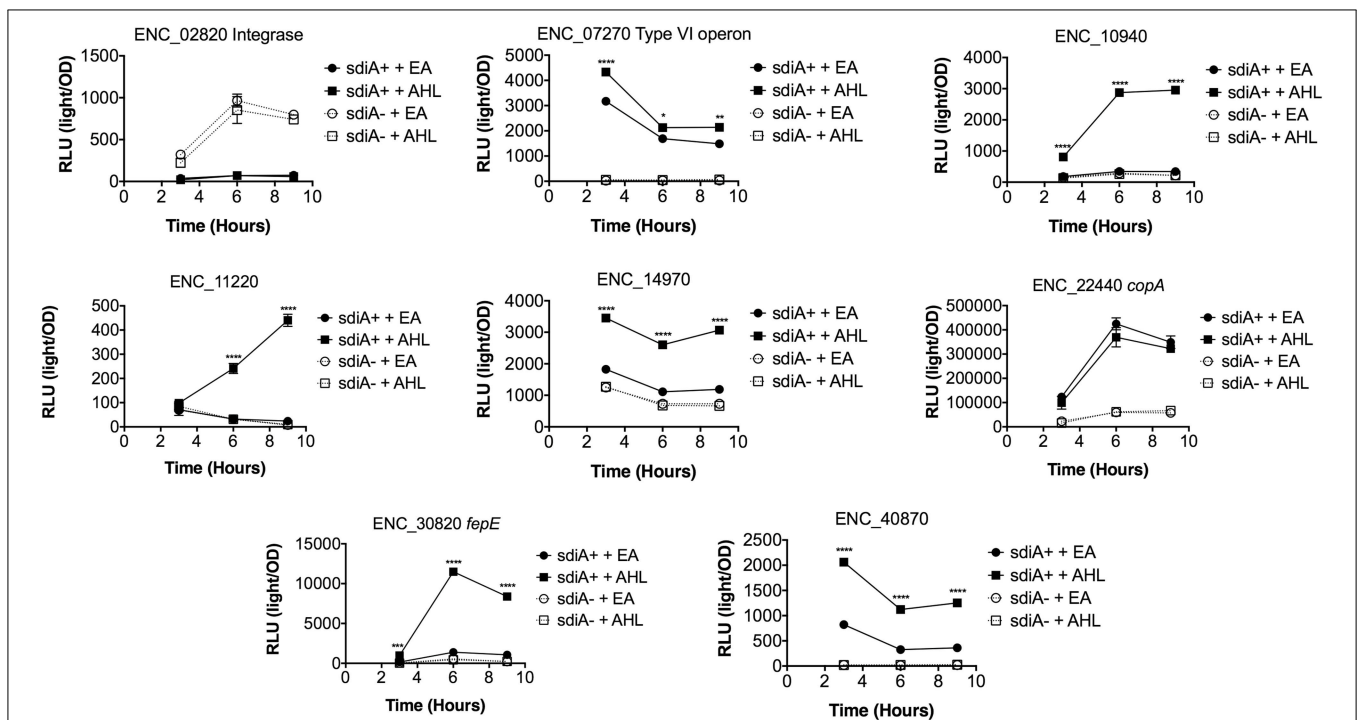 ENC_02820 Integrase
1500
1000
500
0
0 2 4 6 8 10
RLU (light/OD)
Time (Hours)
sdiA+ + EA
sdiA+ + AHL
sdiA- + EA
sdiA- + AHL
ENC_07270 Type VI operon
5000
4000
3000
2000
1000
0
0 2 4 6 8 10
RLU (light/OD)
Time (Hours)
****
*
**
sdiA+ + EA
sdiA+ + AHL
sdiA- + EA
sdiA- + AHL
ENC_10940
4000
3000
2000
1000
0
0 2 4 6 8 10
RLU (light/OD)
Time (Hours)
****
****
****
sdiA+ + EA
sdiA+ + AHL
sdiA- + EA
sdiA- + AHL
ENC_11220
500
400
300
200
100
0
0 2 4 6 8 10
RLU (light/OD)
Time (Hours)
****
****
sdiA+ + EA
sdiA+ + AHL
sdiA- + EA
sdiA- + AHL
ENC_14970
4000
3000
2000
1000
0
0 2 4 6 8 10
RLU (light/OD)
Time (Hours)
****
****
****
sdiA+ + EA
sdiA+ + AHL
sdiA- + EA
sdiA- + AHL
ENC_22440 copA
500000
400000
300000
200000
100000
0
0 2 4 6 8 10
RLU (light/OD)
Time (Hours)
sdiA+ + EA
sdiA+ + AHL
sdiA- + EA
sdiA- + AHL
ENC_30820 fepE
15000
10000
5000
0
0 2 4 6 8 10
RLU (light/OD)
Time (Hours)
***
****
****
sdiA+ + EA
sdiA+ + AHL
sdiA- + EA
sdiA- + AHL
ENC_40870
2500
2000
1500
1000
500
0
0 2 4 6 8 10
RLU (light/OD)
Time (Hours)
****
****
****
sdiA+ + EA
sdiA+ + AHL
sdiA- + EA
sdiA- + AHL